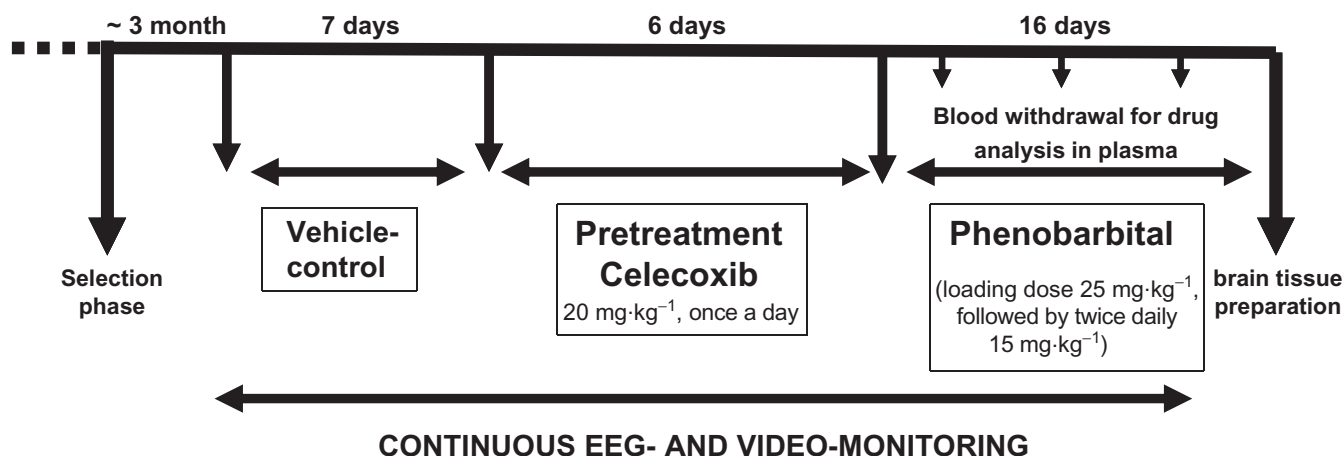 ~ 3 month
7 days
6 days
16 days
Blood withdrawal for drug
analysis in plasma
Selection
phase
Vehicle-
control
Pretreatment
Celecoxib
20 mg·kg⁻¹, once a day
Phenobarbital
(loading dose 25 mg·kg⁻¹,
followed by twice daily
15 mg·kg⁻¹)
brain tissue
preparation
CONTINUOUS EEG- AND VIDEO-MONITORING